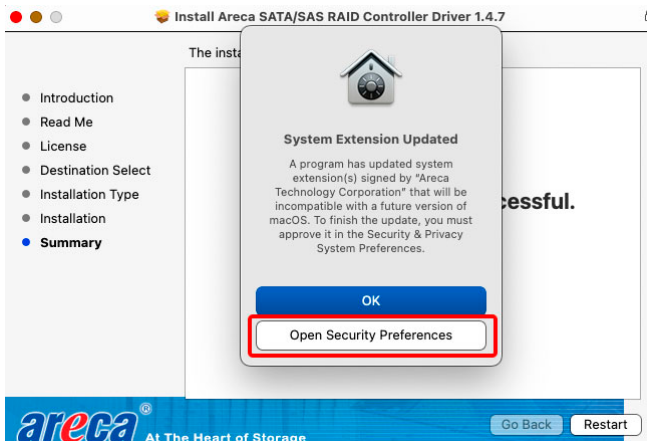 Install Areca SATA/SAS RAID Controller Driver 1.4.7
The insta
Introduction
Read Me
License
Destination Select
Installation Type
Installation
Summary
System Extension Updated
A program has updated system
extension(s) signed by "Areca
Technology Corporation" that will be
incompatible with a future version of
macOS. To finish the update, you must
approve it in the Security & Privacy
System Preferences.
cessful.
OK
Open Security Preferences
areca®
At The Heart of Storage
Go Back
Restart